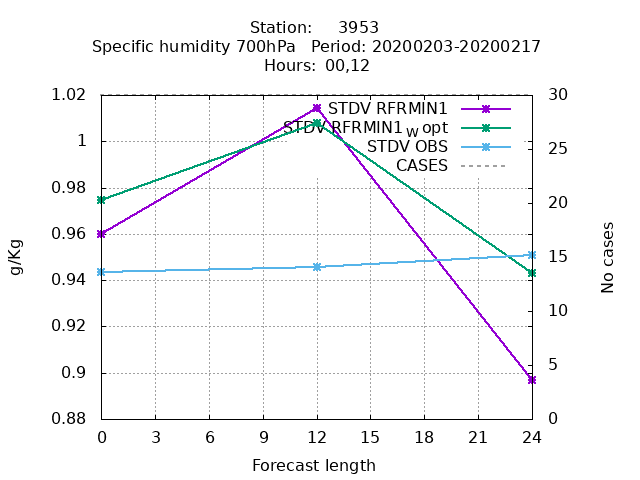 Station: 3953
Specific humidity 700hPa Period: 20200203-20200217
Hours: 00,12
1.02
1
0.98
0.96
0.94
0.92
0.9
0.88
g/Kg
STDV RFRMIN1
STDV RFRMIN1 w opt
STDV OBS
CASES
30
25
20
15
10
5
0
No cases
0 3 6 9 12 15 18 21 24
Forecast length